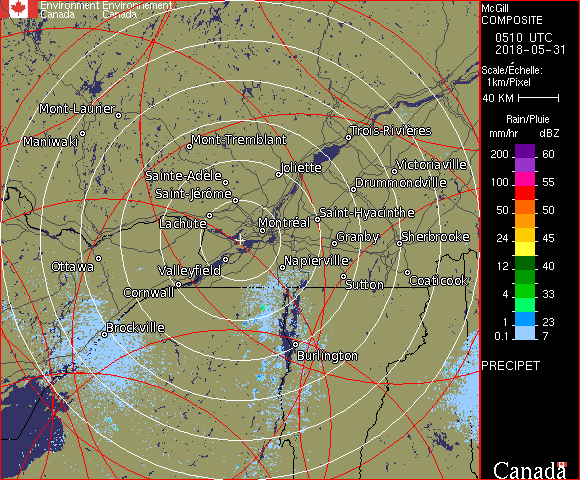 Environment Environnement
Canada Canada
McGill
COMPOSITE
0510 UTC
2018-05-31
Scale/Échelle:
1km/Pixel
40 KM
Rain/Pluie
mm/hr dBZ
200 60
150 57
100 55
50 50
24 45
12 40
4 33
1 23
0.1 7
PRECIPET
Canada
Mont-Laurier
Maniwaki
Mont-Tremblant
Trois-Rivières
Joliette
Victoriaville
Sainte-Adèle
Drummondville
Saint-Jérôme
Lachute
Montréal
Saint-Hyacinthe
Granby
Sherbrooke
Ottawa
Valleyfield
Napierville
Cornwall
Sutton
Coaticook
Brockville
Burlington